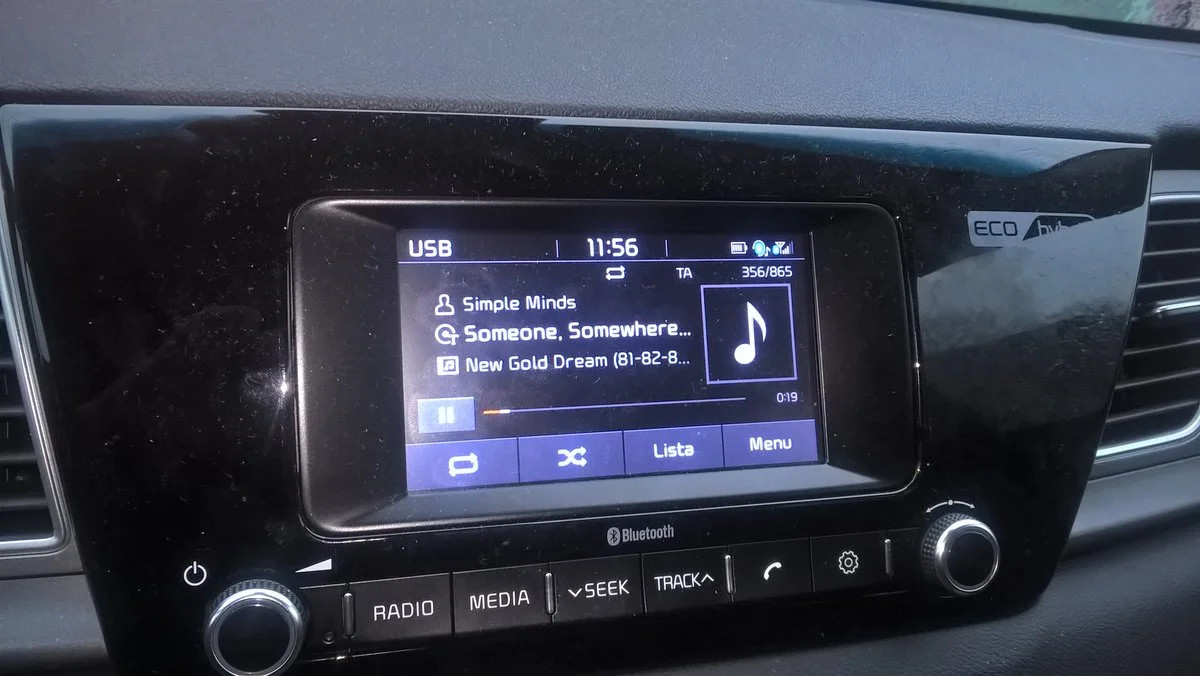 USB 11:56
TA 356/865
ECO
Simple Minds
Someone, Somewhere...
New Gold Dream (81-82-8...
0:19
Lista Menu
Bluetooth
RADIO MEDIA SEEK TRACK